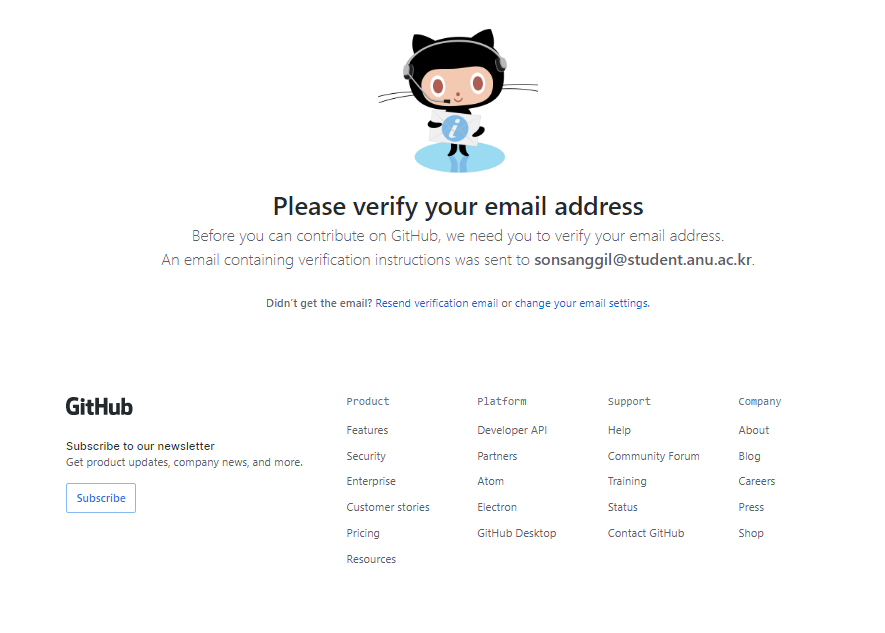 i
Please verify your email address
Before you can contribute on GitHub, we need you to verify your email address.
An email containing verification instructions was sent to sonsanggil@student.anu.ac.kr.
Didn't get the email? Resend verification email or change your email settings.
GitHub
Subscribe to our newsletter
Get product updates, company news, and more.
Subscribe
Product
Features
Security
Enterprise
Customer stories
Pricing
Resources
Platform
Developer API
Partners
Atom
Electron
GitHub Desktop
Support
Help
Community Forum
Training
Status
Contact GitHub
Company
About
Blog
Careers
Press
Shop